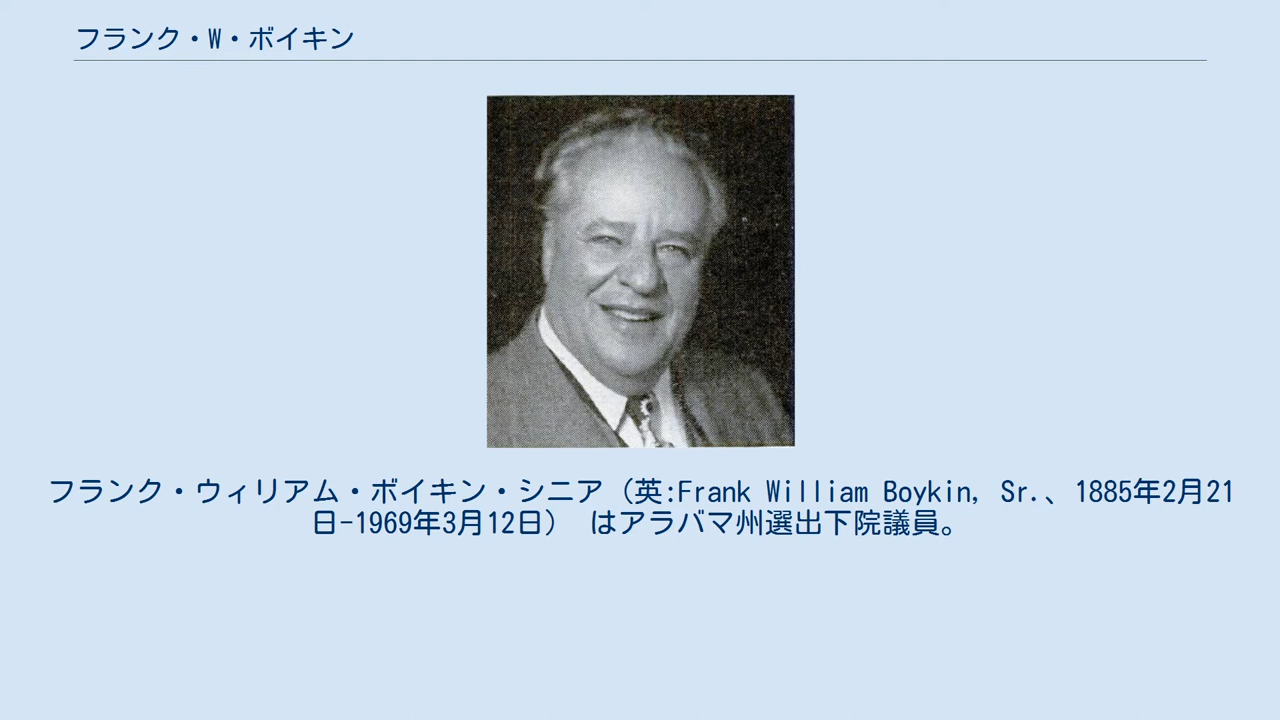 フランク・W・ボイキン
フランク・ウィリアム・ボイキン・シニア（英:Frank William Boykin, Sr.、1885年2月21
日-1969年3月12日） はアラバマ州選出下院議員。